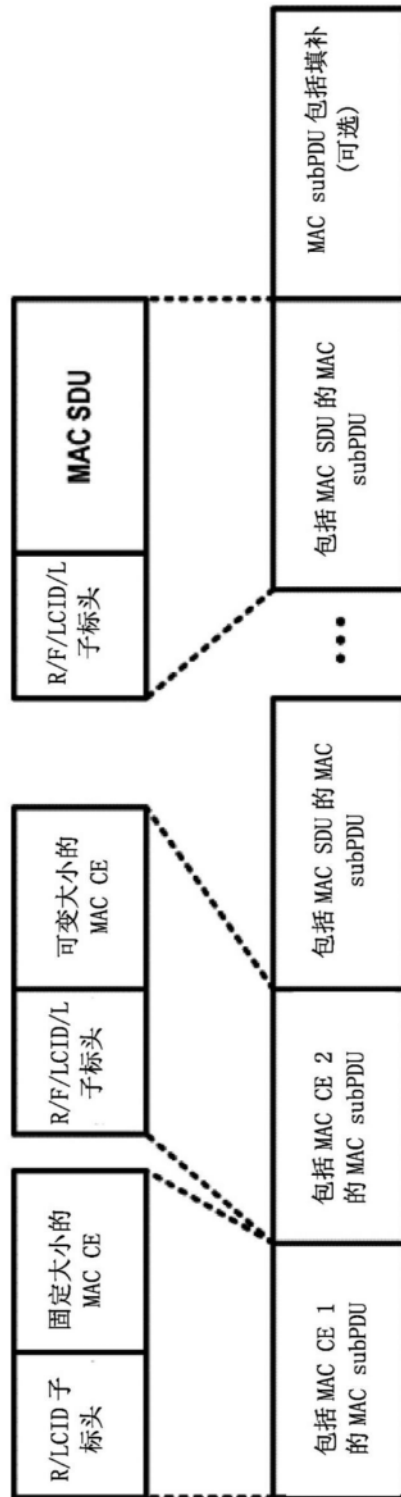 R/LCID 子
标头
固定大小的
MAC CE
R/F/LCID/L
子标头
可变大小的
MAC CE
R/F/LCID/L
子标头
MAC SDU
包括 MAC CE 1
的 MAC subPDU
包括 MAC CE 2
的 MAC subPDU
包括 MAC SDU 的 MAC
subPDU
...
包括 MAC SDU 的 MAC
subPDU
MAC subPDU 包括填补
(可选)